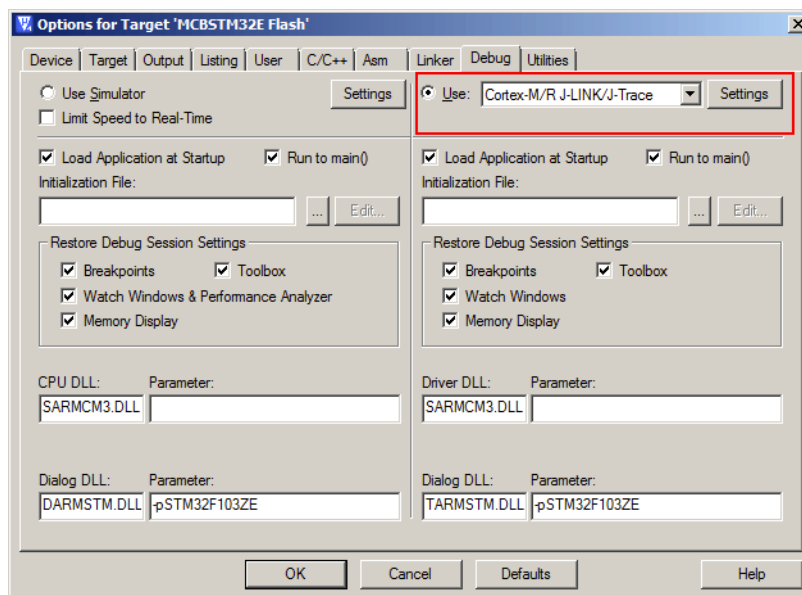 Options for Target 'MCBSTM32E Flash'
Device Target Output Listing User C/C++ Asm Linker Debug Utilities
Use Simulator Settings
Limit Speed to Real-Time
Use: Cortex-M/R J-LINK/J-Trace Settings
Load Application at Startup Run to main()
Initialization File:
... Edit...
Restore Debug Session Settings
Breakpoints Toolbox
Watch Windows & Performance Analyzer
Memory Display
Load Application at Startup Run to main()
Initialization File:
... Edit...
Restore Debug Session Settings
Breakpoints Toolbox
Watch Windows
Memory Display
CPU DLL: Parameter:
SARMCM3.DLL
Driver DLL: Parameter:
SARMCM3.DLL
Dialog DLL: Parameter:
DARMSTM.DLL -pSTM32F103ZE
Dialog DLL: Parameter:
TARMSTM.DLL -pSTM32F103ZE
OK Cancel Defaults Help